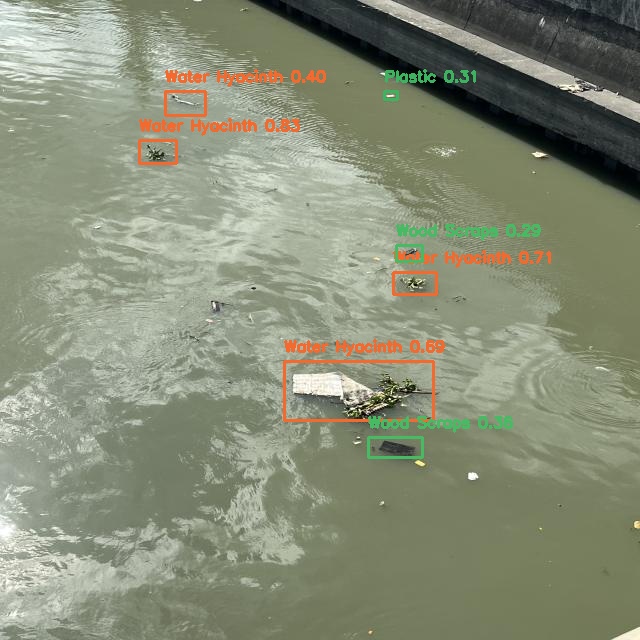 Water Hyacinth 0.40
Plastic 0.31
Water Hyacinth 0.83
Wood Scraps 0.29
Water Hyacinth 0.71
Water Hyacinth 0.69
Wood Scraps 0.38